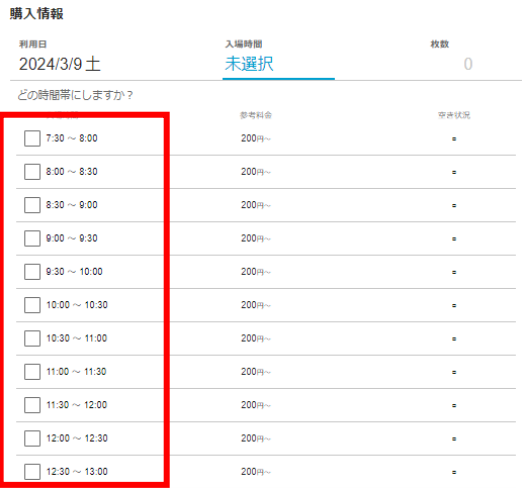 購入情報
利用日 入場時間 枚数
2024/3/9 土 未選択 0
どの時間帯にしますか？
参考料金 空き状況
7:30 ～ 8:00 200円～
8:00 ～ 8:30 200円～
8:30 ～ 9:00 200円～
9:00 ～ 9:30 200円～
9:30 ～ 10:00 200円～
10:00 ～ 10:30 200円～
10:30 ～ 11:00 200円～
11:00 ～ 11:30 200円～
11:30 ～ 12:00 200円～
12:00 ～ 12:30 200円～
12:30 ～ 13:00 200円～